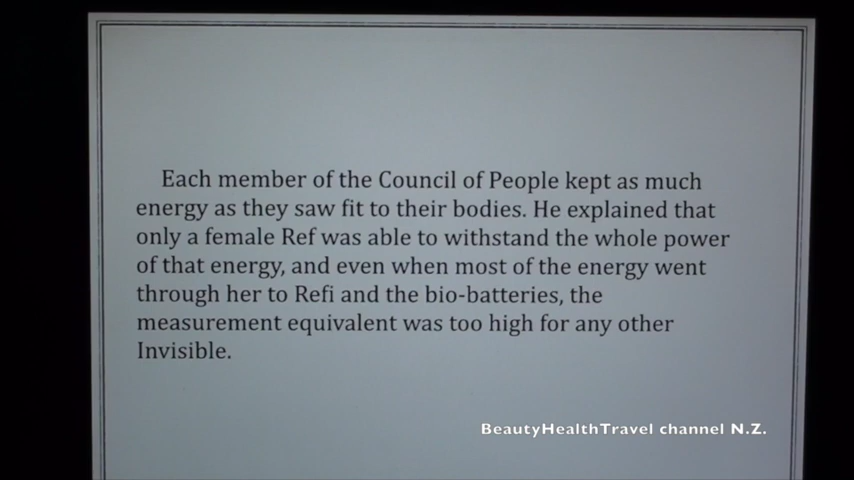 Each member of the Council of People kept as much
energy as they saw fit to their bodies. He explained that
only a female Ref was able to withstand the whole power
of that energy, and even when most of the energy went
through her to Refi and the bio-batteries, the
measurement equivalent was too high for any other
Invisible.
BeautyHealthTravel channel N.Z.